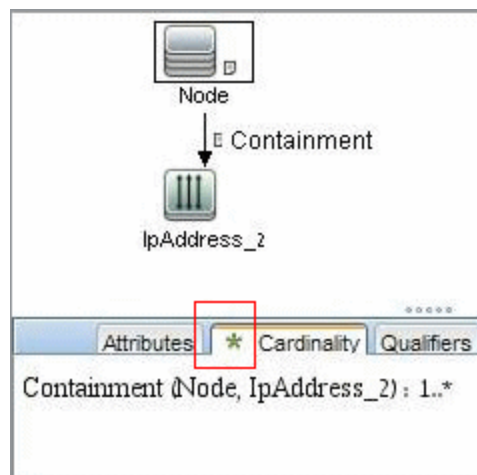 Node
Containment
IpAddress_2
Attributes * Cardinality Qualifiers
Containment (Node, IpAddress_2) : 1..*